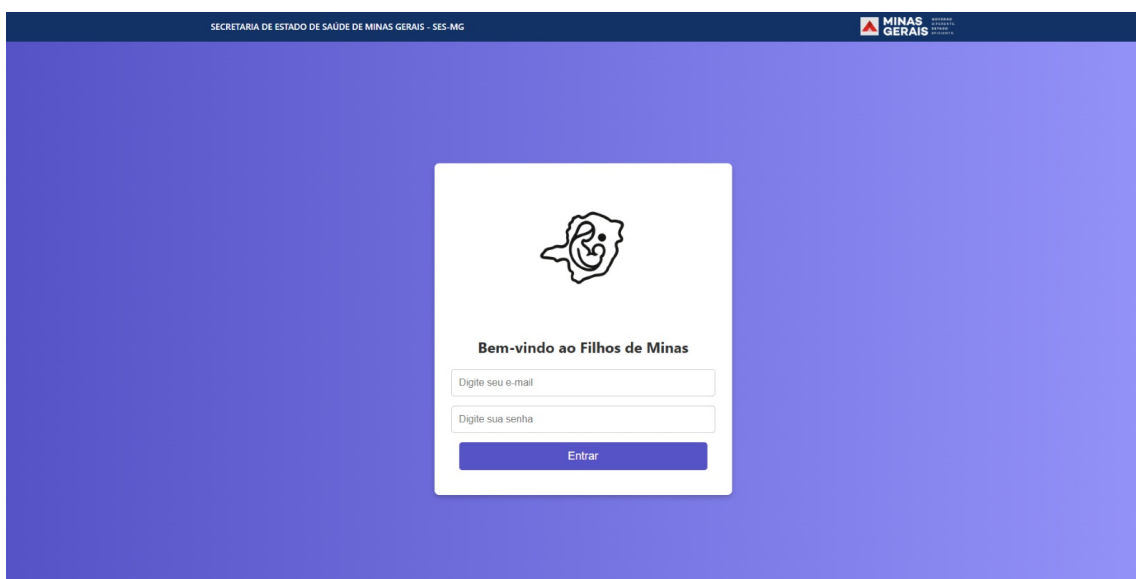 SECRETARIA DE ESTADO DE SAÚDE DE MINAS GERAIS - SES-MG
MINAS
GERAIS
Bem-vindo ao Filhos de Minas
Digite seu e-mail
Digite sua senha
Entrar